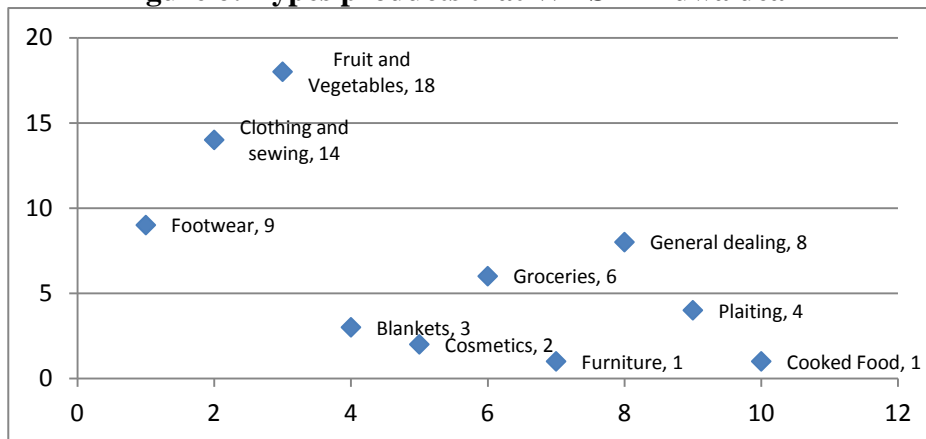 20
Fruit and
Vegetables, 18
15
Clothing and
sewing, 14
10
Footwear, 9
General dealing, 8
Groceries, 6
5
Plaiting, 4
Blankets, 3
Cosmetics, 2
Furniture, 1
Cooked Food, 1
0
0 2 4 6 8 10 12